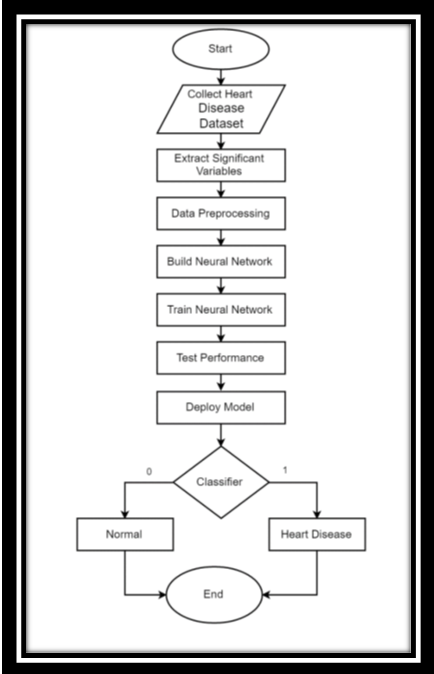 Start
Collect Heart
Disease
Dataset
Extract Significant
Variables
Data Preprocessing
Build Neural Network
Train Neural Network
Test Performance
Deploy Model
0
1
Classifier
Normal
Heart Disease
End